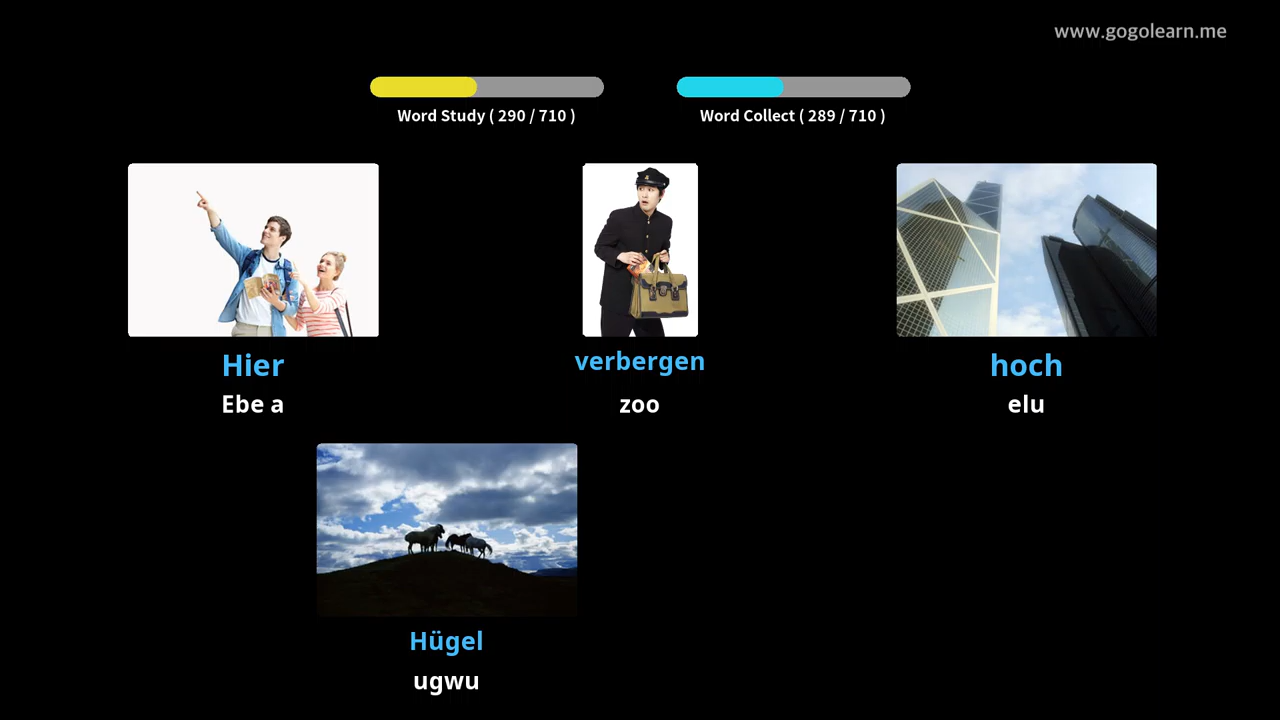 www.gogolearn.me
Word Study ( 290 / 710 )
Word Collect ( 289 / 710 )
Hier
Ebe a
verbergen
zoo
hoch
elu
Hügel
ugwu